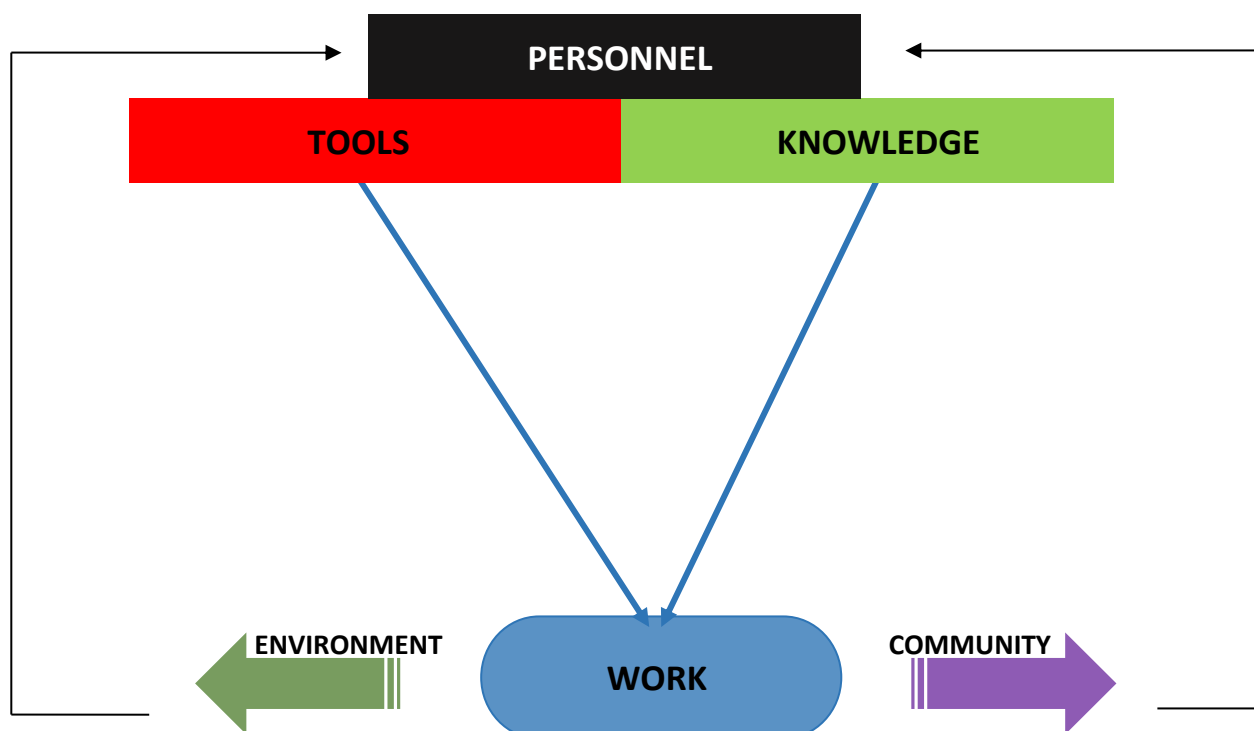 PERSONNEL
TOOLS
KNOWLEDGE
ENVIRONMENT
COMMUNITY
WORK